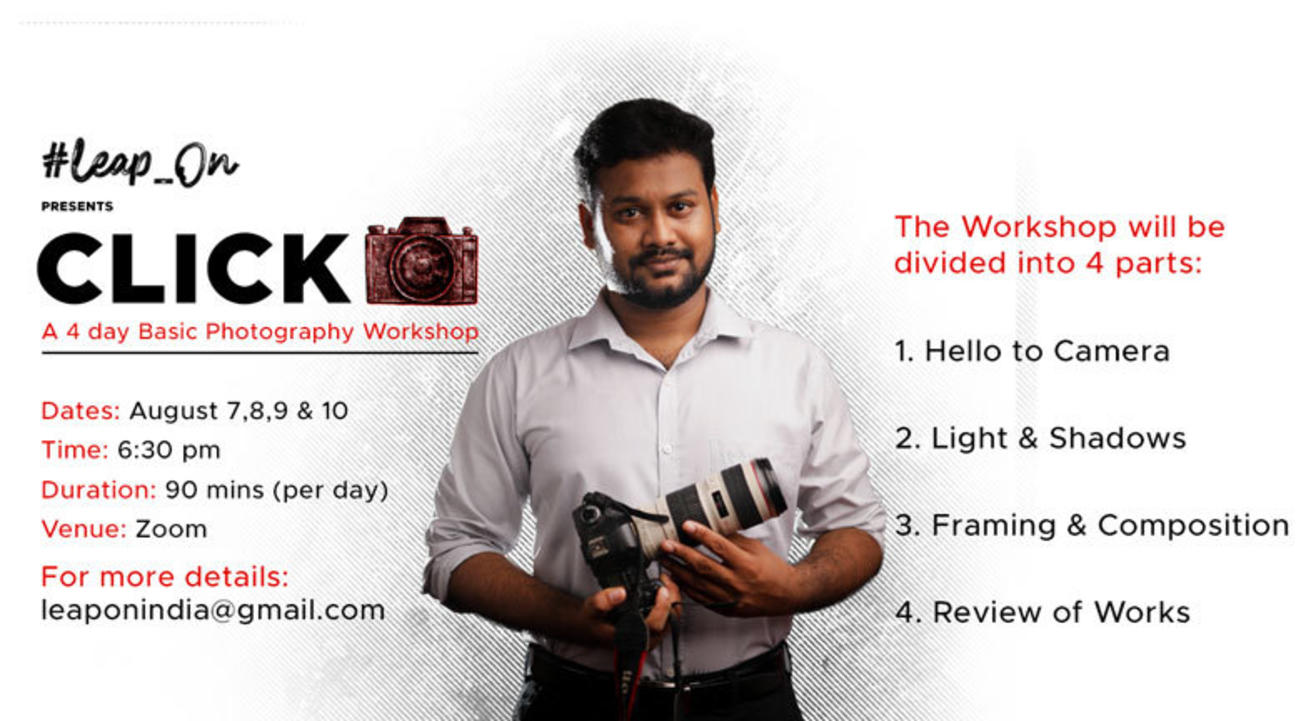 #Leap_On
PRESENTS
CLICK
A 4 day Basic Photography Workshop
Dates: August 7,8,9 & 10
Time: 6:30 pm
Duration: 90 mins (per day)
Venue: Zoom
For more details:
leaponindia@gmail.com
The Workshop will be
divided into 4 parts:
1. Hello to Camera
2. Light & Shadows
3. Framing & Composition
4. Review of Works